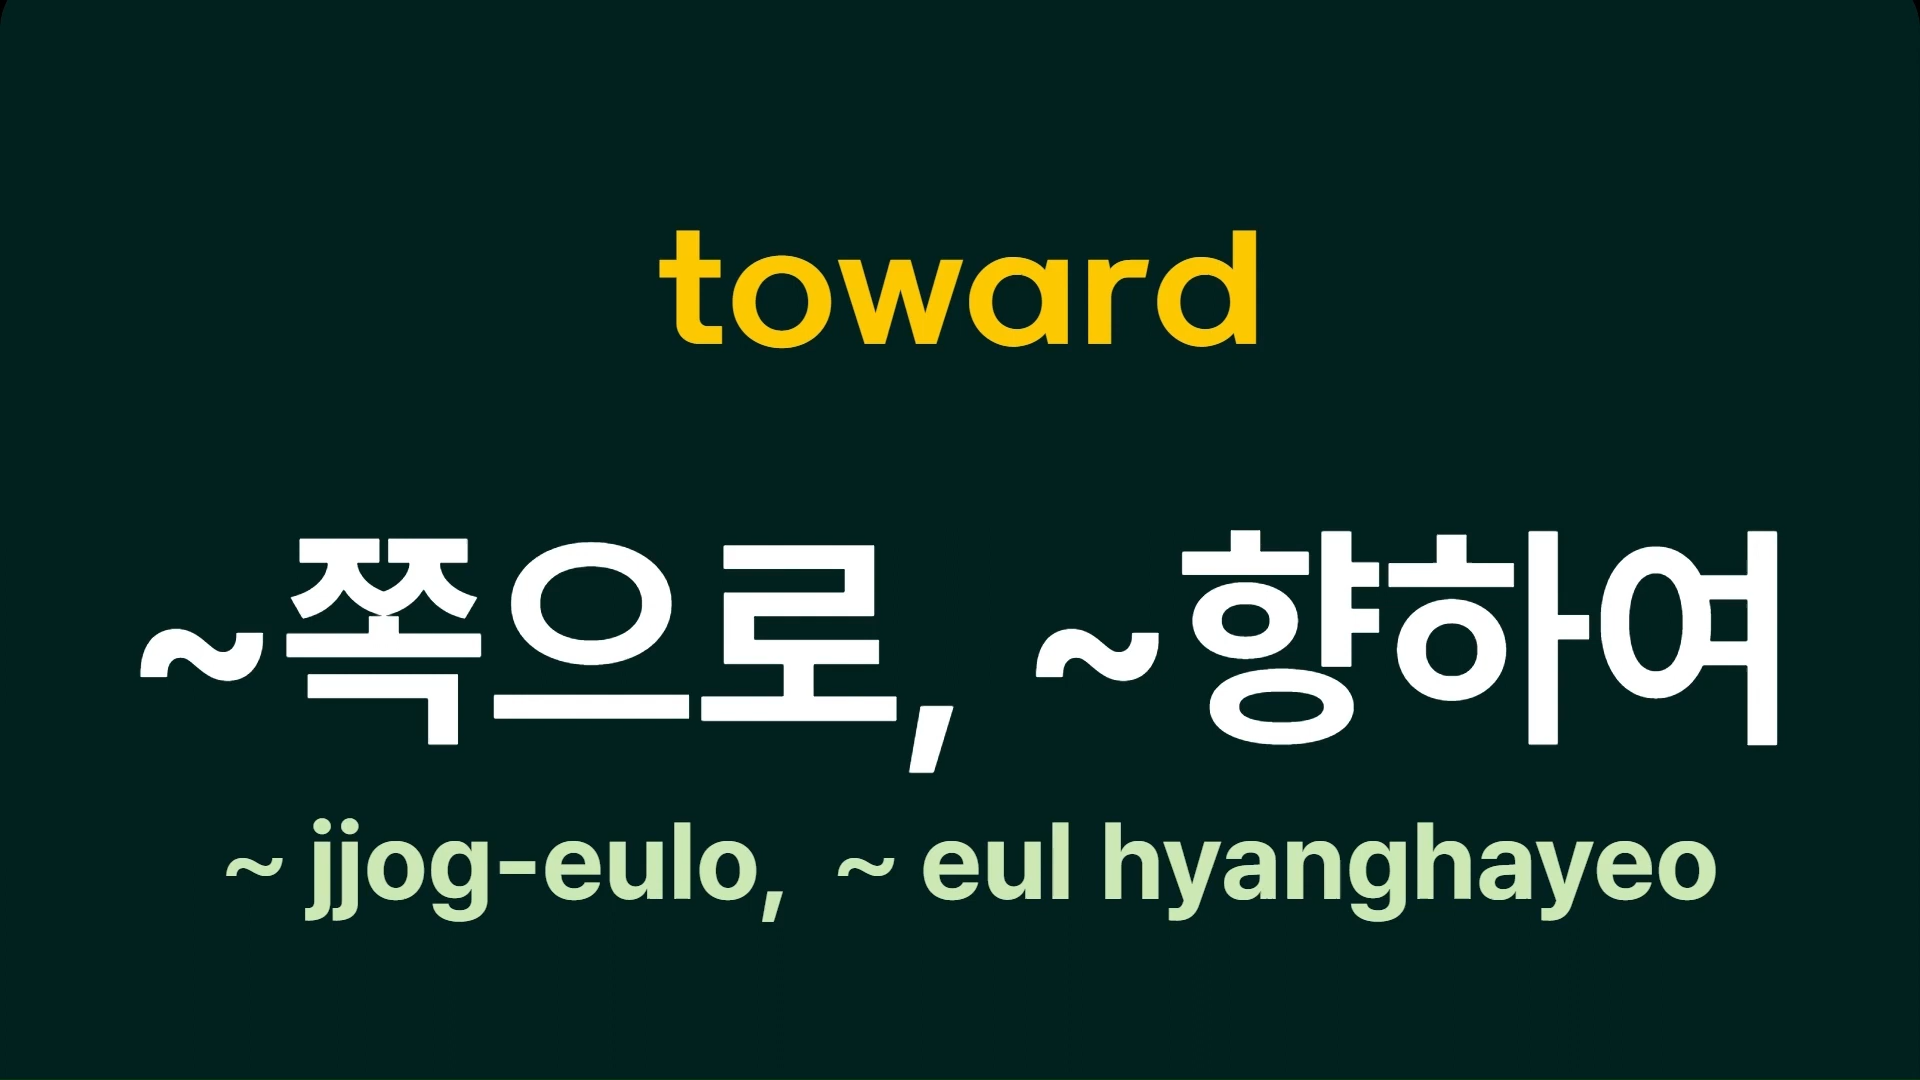 toward
~쪽으로, ~향하여
~ jjog-eulo, ~ eul hyanghayeo